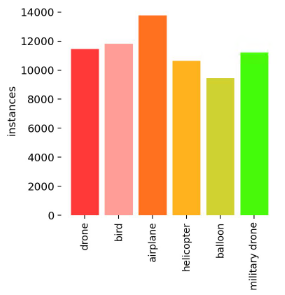 14000
12000
10000
8000
6000
4000
2000
0
instances
drone
bird
airplane
helicopter
balloon
military drone